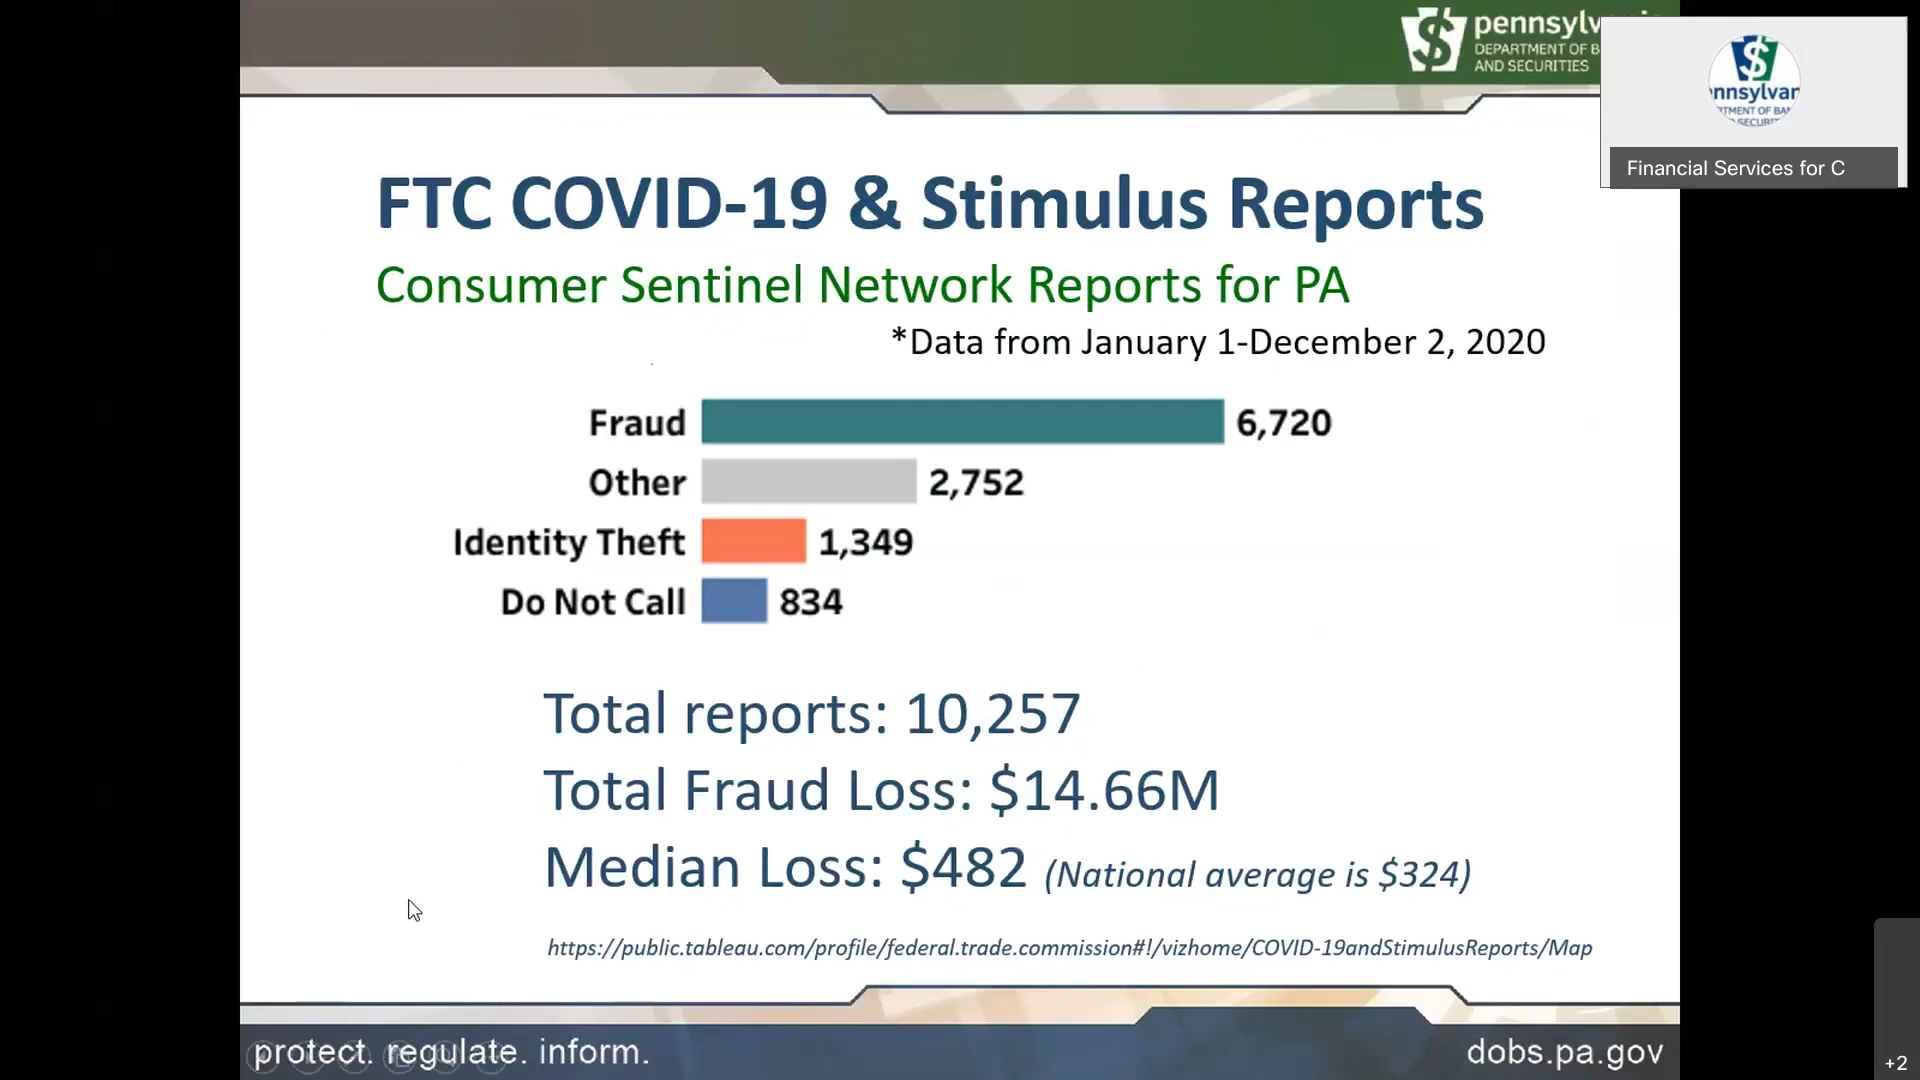 pennsylv
DEPARTMENT OF B
AND SECURITIES
nnsylvar
TMENT OF BA
SECURI
Financial Services for C
FTC COVID-19 & Stimulus Reports
Consumer Sentinel Network Reports for PA
*Data from January 1-December 2, 2020
Fraud 6,720
Other 2,752
Identity Theft 1,349
Do Not Call 834
Total reports: 10,257
Total Fraud Loss: $14.66M
Median Loss: $482 (National average is $324)
https://public.tableau.com/profile/federal.trade.commission#!/vizhome/COVID-19andStimulusReports/Map
protect. regulate. inform.
dobs.pa.gov
+2